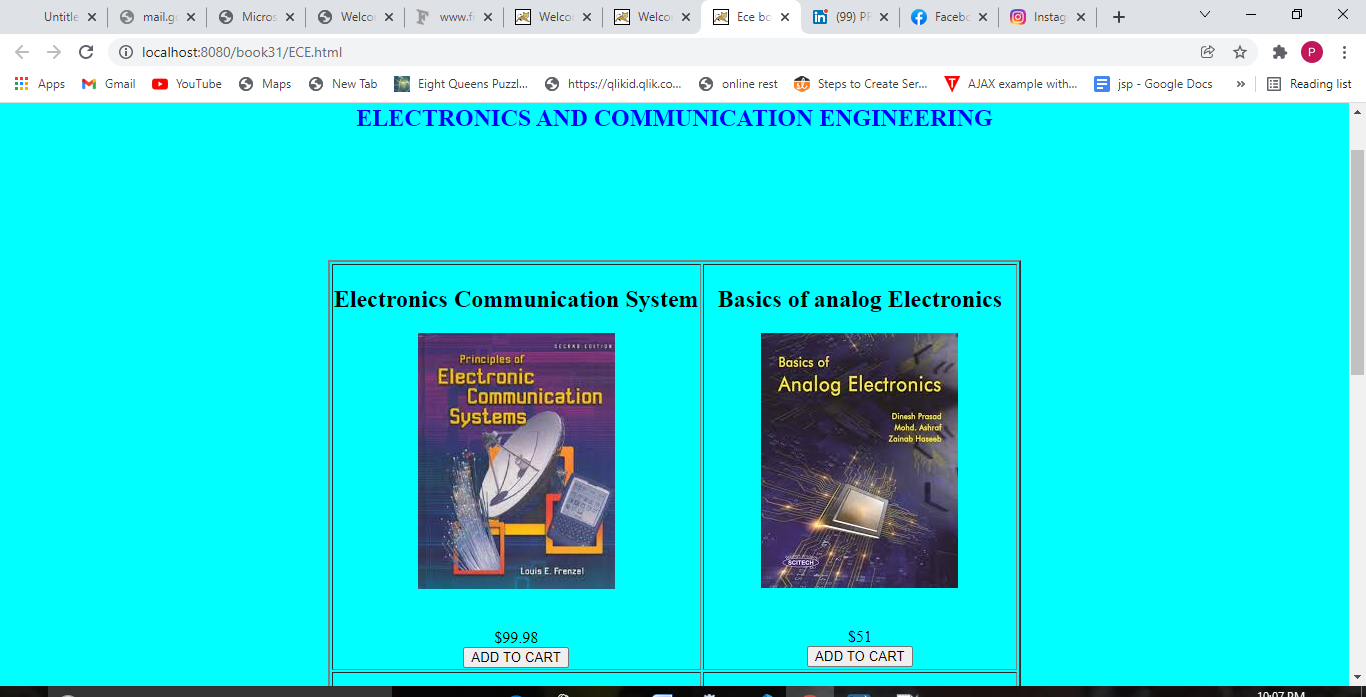 Untitle
mail.g
Micros
Welco
www.f
Welco
Welco
Ece bo
(99) P
Facebo
Instag
localhost:8080/book31/ECE.html
P
Apps
Gmail
YouTube
Maps
New Tab
Eight Queens Puzzl...
https://qlikid.qlik.co...
online rest
Steps to Create Ser...
AJAX example with...
jsp - Google Docs
»
Reading list
ELECTRONICS AND COMMUNICATION ENGINEERING
Electronics Communication System
SECOND EDITION
Principles of
Electronic
Communication
Systems
Louis E. Frenzel
$99.98
ADD TO CART
Basics of analog Electronics
Basics of
Analog Electronics
Dinesh Prasad
Mohd. Ashraf
Zainab Haseeb
SCITECH
$51
ADD TO CART
10:07 PM